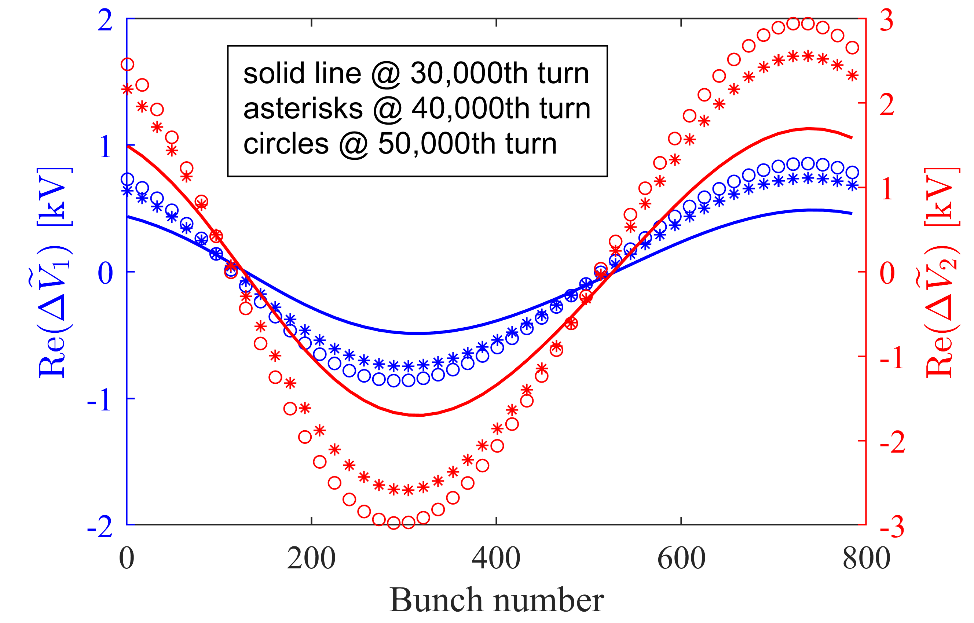 2
1
0
-1
-2
Re(ΔṼ₁) [kV]
solid line @ 30,000th turn
asterisks @ 40,000th turn
circles @ 50,000th turn
3
2
1
0
-1
-2
-3
Re(ΔṼ₂) [kV]
0 200 400 600 800
Bunch number